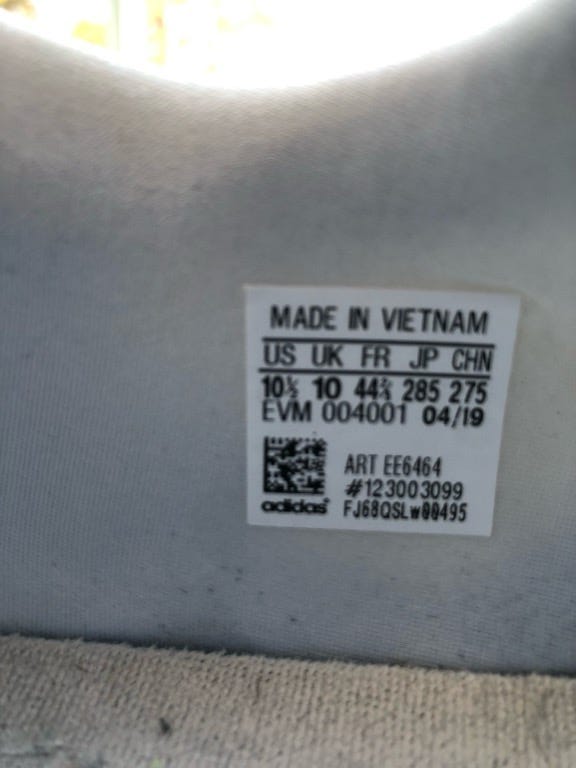 MADE IN VIETNAM
US UK FR JP CHN
10½ 10 44⅔ 285 275
EVM 004001 04/19
ART EE6464
#123003099
adidas FJ68QSLw00495